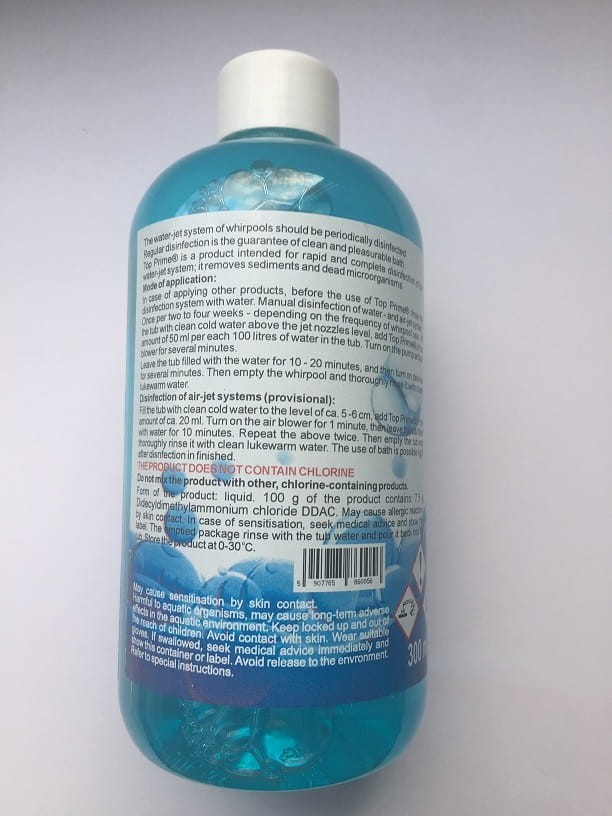 The water-jet system of whirpools should be periodically disinfected.
Regular disinfection is the guarantee of clean and pleasurable bath.
Top Prime® is a product intended for rapid and complete disinfection of
water-jet system; it removes sediments and dead microorganisms.
Mode of application:
In case of applying other products, before the use of Top Prime® rinse
disinfection system with water. Manual disinfection of water - and air-jet
Once per two to four weeks - depending on the frequency of whirlpool use
the tub with clean cold water above the jet nozzles level, add Top Prime®
amount of 50 ml per each 100 litres of water in the tub. Turn on the pump
blower for several minutes.
Leave the tub filled with the water for 10 - 20 minutes, and then turn on
for several minutes. Then empty the whirpool and thoroughly rinse it with
lukewarm water.
Disinfection of air-jet systems (provisional):
Fill the tub with clean cold water to the level of ca. 5 -6 cm, add Top
amount of ca. 20 ml. Turn on the air blower for 1 minute, then leave
with water for 10 minutes. Repeat the above twice. Then empty the tub
thoroughly rinse it with clean lukewarm water. The use of bath is possible
after disinfection in finished.
THE PRODUCT DOES NOT CONTAIN CHLORINE
Do not mix the product with other, chlorine-containing products.
Form of the product: liquid. 100 g of the product contains
Didecyldimethylammonium chloride DDAC. May cause allergic
by skin contact. In case of sensitisation, seek medical advice and show
label. The emptied package rinse with the tub water and pour it back
tub. Store the product at 0-30°C.
5 907765 860056
May cause sensitisation by skin contact.
Harmful to aquatic organisms, may cause long-term adverse
effects in the aquatic environment. Keep locked up and out of
the reach of children. Avoid contact with skin. Wear suitable
gloves. If swallowed, seek medical advice immediately and
show this container or label. Avoid release to the envronment.
Refer to special instructions.
300